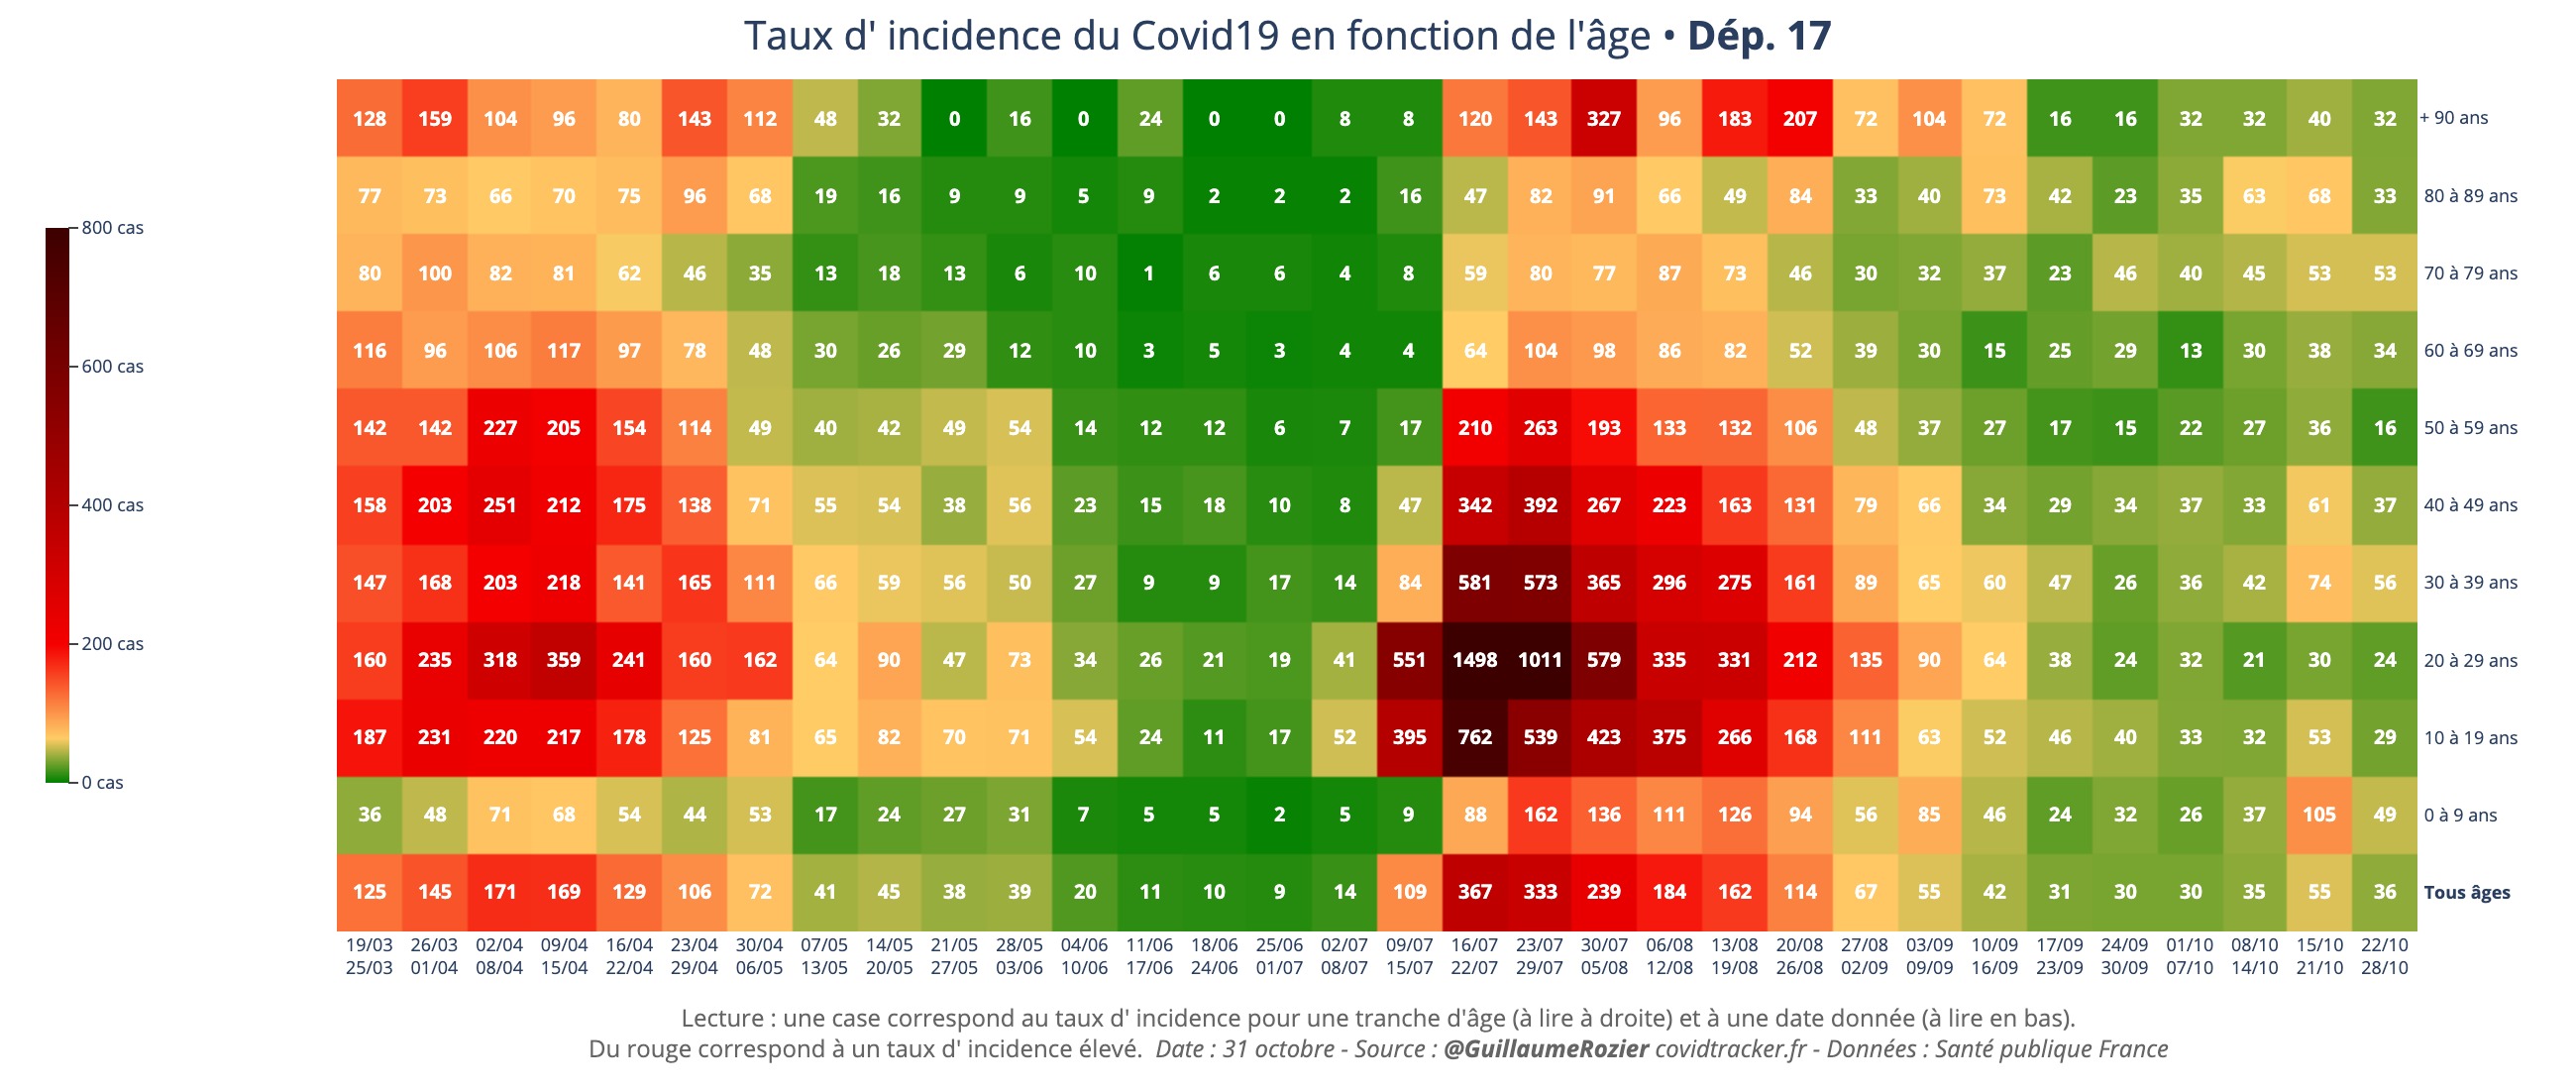 Taux d' incidence du Covid19 en fonction de l'âge • Dép. 17
128 159 104 96 80 143 112 48 32 0 16 0 24 0 0 8 8 120 143 327 96 183 207 72 104 72 16 16 32 32 40 32 + 90 ans
77 73 66 70 75 96 68 19 16 9 9 5 9 2 2 2 16 47 82 91 66 49 84 33 40 73 42 23 35 63 68 33 80 à 89 ans
800 cas
80 100 82 81 62 46 35 13 18 13 6 10 1 6 6 4 8 59 80 77 87 73 46 30 32 37 23 46 40 45 53 53 70 à 79 ans
116 96 106 117 97 78 48 30 26 29 12 10 3 5 3 4 4 64 104 98 86 82 52 39 30 15 25 29 13 30 38 34 60 à 69 ans
600 cas
142 142 227 205 154 114 49 40 42 49 54 14 12 12 6 7 17 210 263 193 133 132 106 48 37 27 17 15 22 27 36 16 50 à 59 ans
400 cas
158 203 251 212 175 138 71 55 54 38 56 23 15 18 10 8 47 342 392 267 223 163 131 79 66 34 29 34 37 33 61 37 40 à 49 ans
147 168 203 218 141 165 111 66 59 56 50 27 9 9 17 14 84 581 573 365 296 275 161 89 65 60 47 26 36 42 74 56 30 à 39 ans
200 cas
160 235 318 359 241 160 162 64 90 47 73 34 26 21 19 41 551 1498 1011 579 335 331 212 135 90 64 38 24 32 21 30 24 20 à 29 ans
187 231 220 217 178 125 81 65 82 70 71 54 24 11 17 52 395 762 539 423 375 266 168 111 63 52 46 40 33 32 53 29 10 à 19 ans
0 cas
36 48 71 68 54 44 53 17 24 27 31 7 5 5 2 5 9 88 162 136 111 126 94 56 85 46 24 32 26 37 105 49 0 à 9 ans
125 145 171 169 129 106 72 41 45 38 39 20 11 10 9 14 109 367 333 239 184 162 114 67 55 42 31 30 30 35 55 36 Tous âges
19/03 26/03 02/04 09/04 16/04 23/04 30/04 07/05 14/05 21/05 28/05 04/06 11/06 18/06 25/06 02/07 09/07 16/07 23/07 30/07 06/08 13/08 20/08 27/08 03/09 10/09 17/09 24/09 01/10 08/10 15/10 22/10
25/03 01/04 08/04 15/04 22/04 29/04 06/05 13/05 20/05 27/05 03/06 10/06 17/06 24/06 01/07 08/07 15/07 22/07 29/07 05/08 12/08 19/08 26/08 02/09 09/09 16/09 23/09 30/09 07/10 14/10 21/10 28/10
Lecture : une case correspond au taux d' incidence pour une tranche d'âge (à lire à droite) et à une date donnée (à lire en bas).
Du rouge correspond à un taux d' incidence élevé. Date : 31 octobre - Source : @GuillaumeRozier covidtracker.fr - Données : Santé publique France